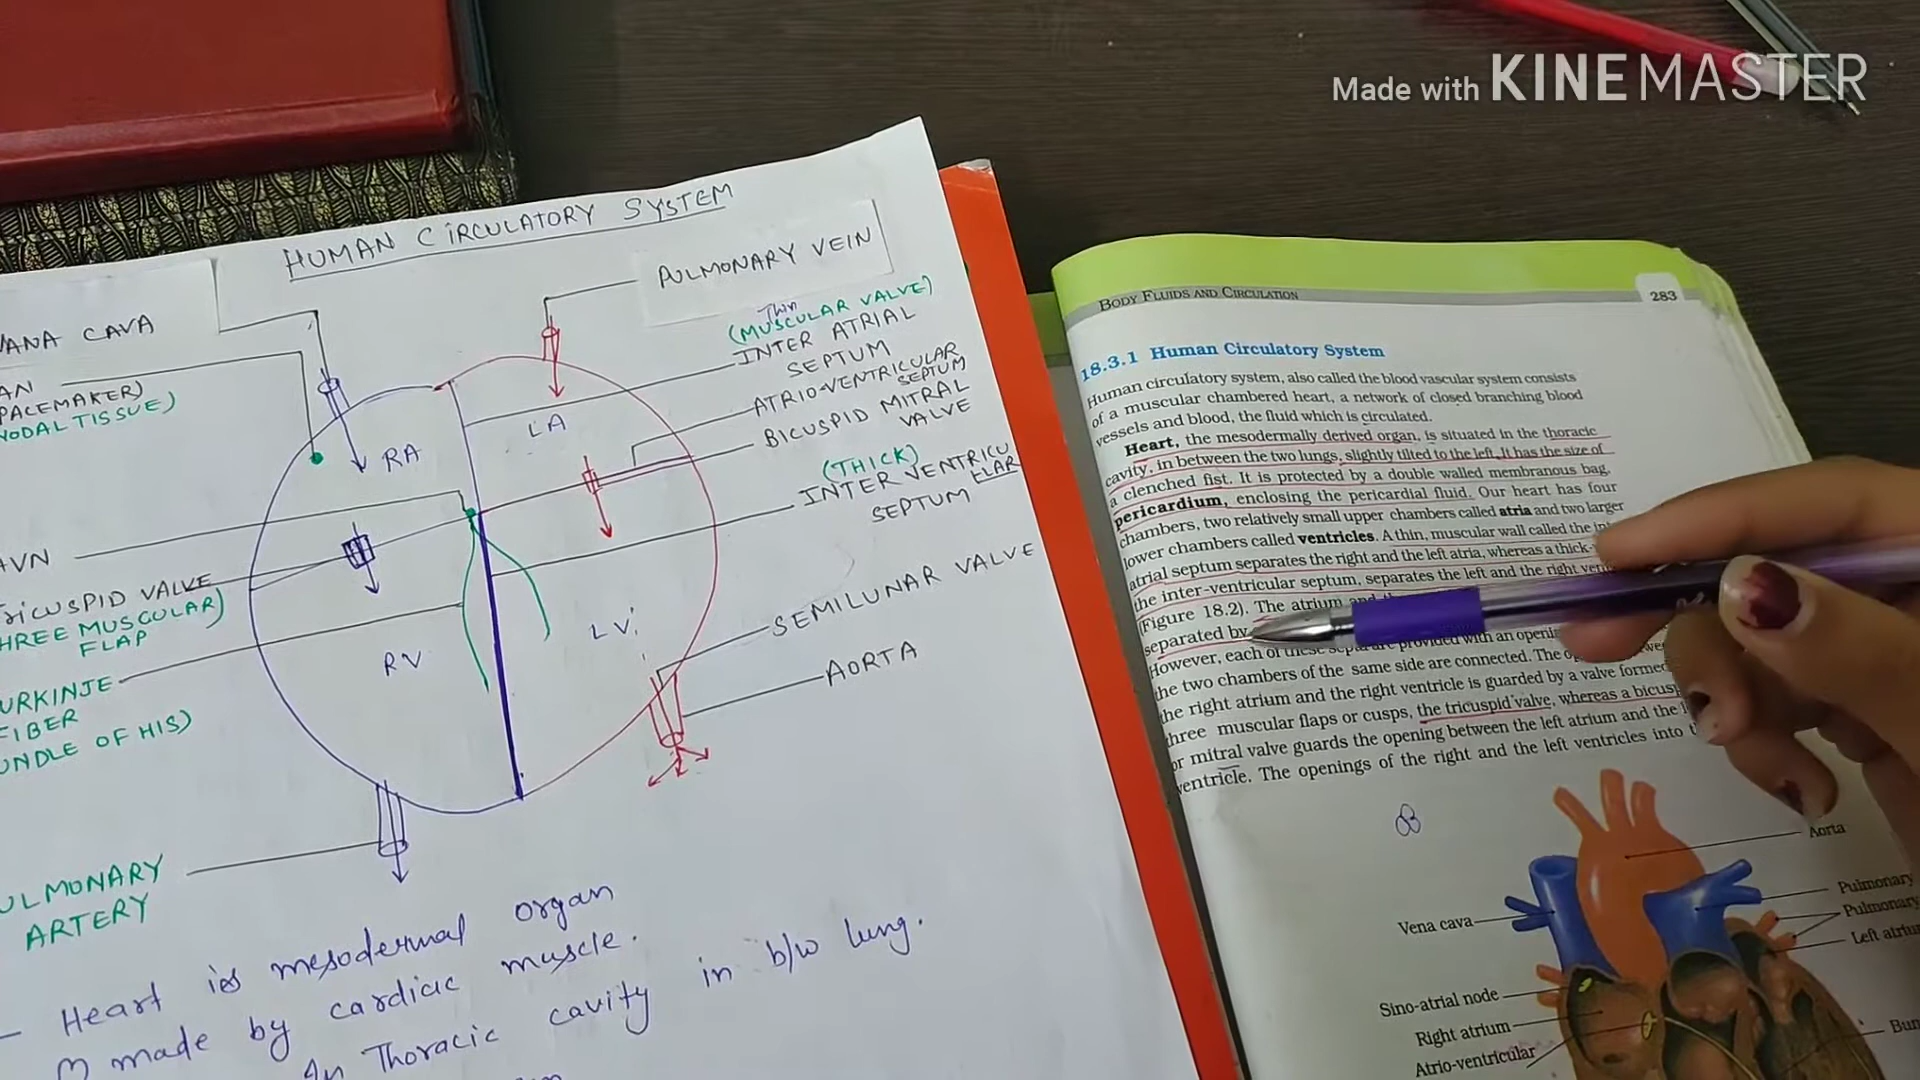 Made with KINEMASTER
HUMAN CIRCULATORY SYSTEM
PULMONARY VEIN
VANA CAVA
Thin
(MUSCULAR VALVE)
INTER ATRIAL
SEPTUM
ATRIO-VENTRICULAR
SEPTUM
BICUSPID MITRAL
VALVE
(THICK)
INTER VENTRICU
LAR
SEPTUM
SEMILUNAR VALVE
AORTA
AN
PACEMAKER)
NODAL TISSUE)
RA
LA
AVN
TRICUSPID VALVE
THREE MUSCULAR)
FLAP
RV
LV
URKINJE
FIBER
UNDLE OF HIS)
ULMONARY
ARTERY
- Heart is mesodermal organ
made by cardiac muscle.
In Thoracic cavity in b/w lung.
BODY FLUIDS AND CIRCULATION
283
18.3.1 Human Circulatory System
Human circulatory system, also called the blood vascular system consists
of a muscular chambered heart, a network of closed branching blood
vessels and blood, the fluid which is circulated.
Heart, the mesodermally derived organ, is situated in the thoracic
cavity, in between the two lungs, slightly tilted to the left. It has the size of
a clenched fist. It is protected by a double walled membranous bag,
pericardium, enclosing the pericardial fluid. Our heart has four
chambers, two relatively small upper chambers called atria and two larger
lower chambers called ventricles. A thin, muscular wall called the
atrial septum separates the right and the left atria, whereas a thick-
the inter-ventricular septum, separates the left and the right
(Figure 18.2). The atrium and
separated by
However, each of these provided with an
the two chambers of the same side are connected. The
the right atrium and the right ventricle is guarded by a valve formed
three muscular flaps or cusps, the tricuspid valve, whereas a
or mitral valve guards the opening between the left atrium and the
ventricle. The openings of the right and the left ventricles into
Aorta
Pulmonary
Pulmonary
Vena cava
Left atrium
Sino-atrial node
Right atrium
Atrio-ventricular